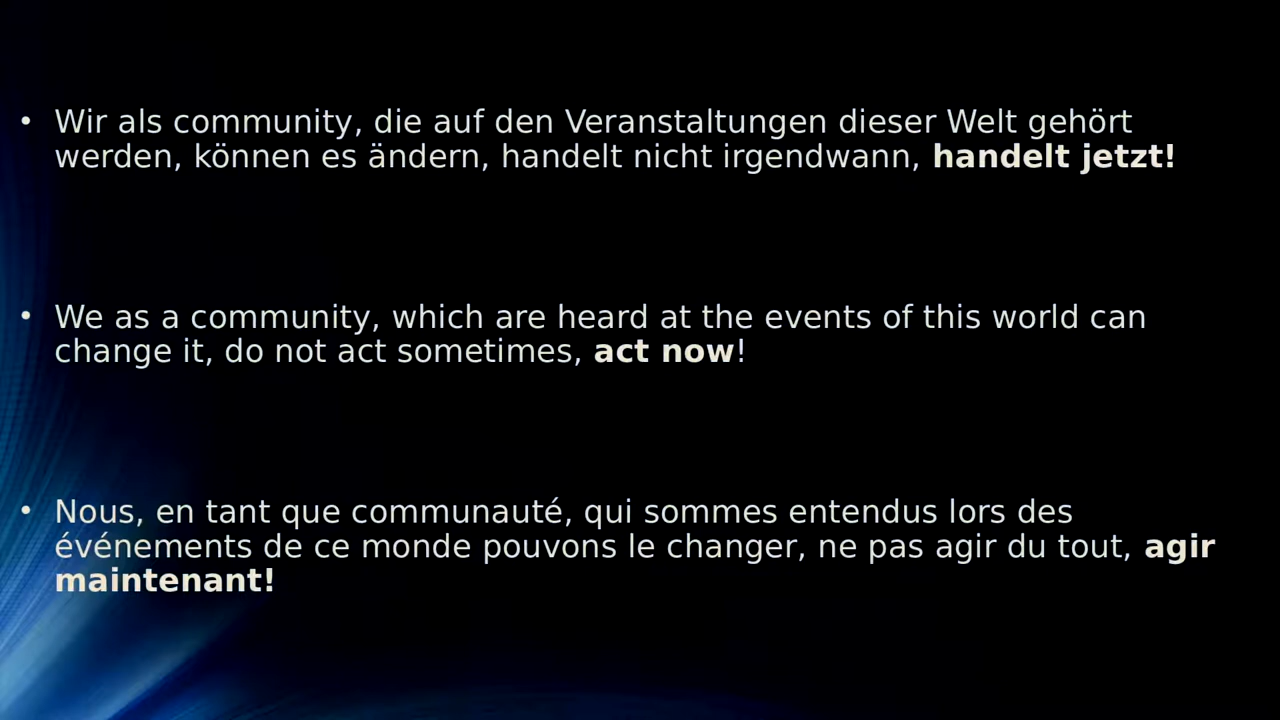 • Wir als community, die auf den Veranstaltungen dieser Welt gehört
werden, können es ändern, handelt nicht irgendwann, handelt jetzt!
• We as a community, which are heard at the events of this world can
change it, do not act sometimes, act now!
• Nous, en tant que communauté, qui sommes entendus lors des
événements de ce monde pouvons le changer, ne pas agir du tout, agir
maintenant!